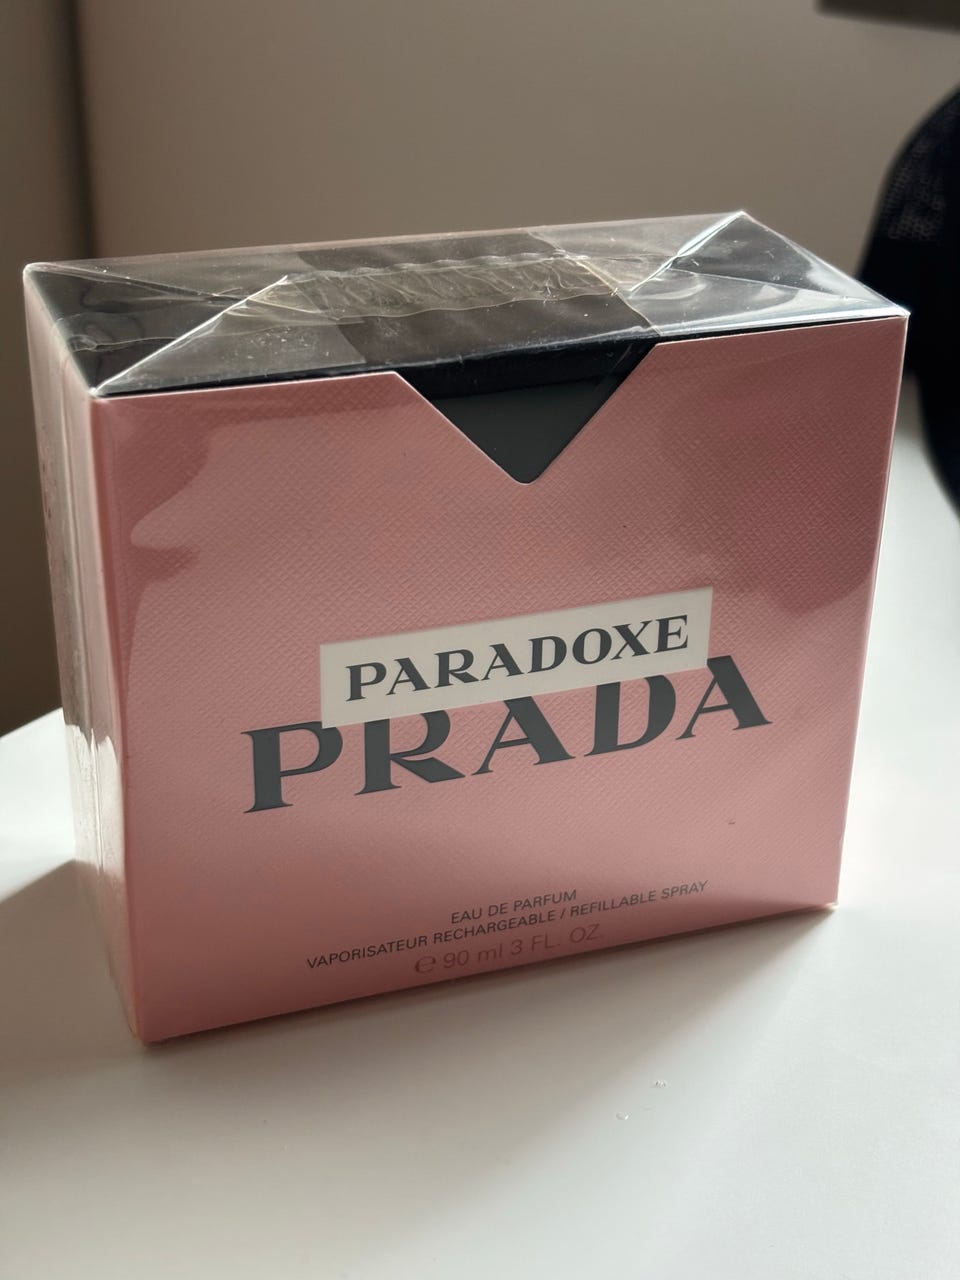 PARADOXE
PRADA
EAU DE PARFUM
VAPORISATEUR RECHARGEABLE / REFILLABLE SPRAY
℮ 90 ml 3 FL. OZ.